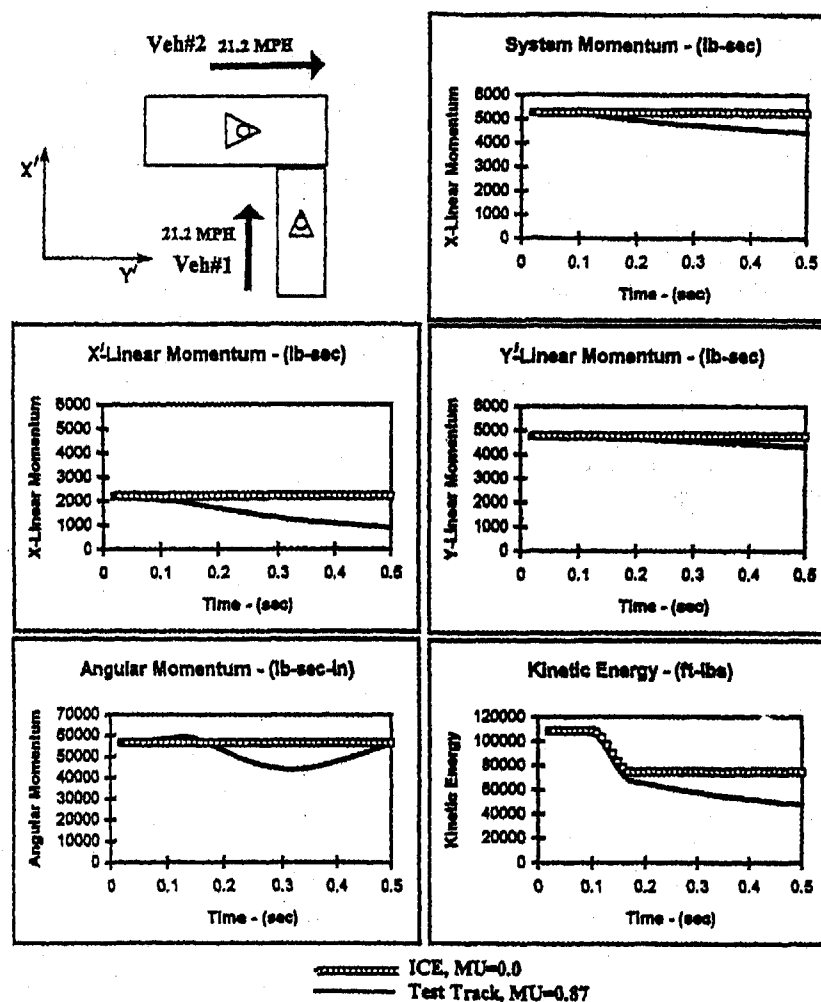 Veh#2 21.2 MPH
X'
Y'
21.2 MPH
Veh#1
System Momentum - (lb-sec)
X-Linear Momentum
6000
5000
4000
3000
2000
1000
0
0 0.1 0.2 0.3 0.4 0.5
Time - (sec)
X'-Linear Momentum - (lb-sec)
X-Linear Momentum
6000
5000
4000
3000
2000
1000
0
0 0.1 0.2 0.3 0.4 0.5
Time - (sec)
Y'-Linear Momentum - (lb-sec)
Y-Linear Momentum
6000
5000
4000
3000
2000
1000
0
0 0.1 0.2 0.3 0.4 0.5
Time - (sec)
Angular Momentum - (lb-sec-in)
Angular Momentum
70000
60000
50000
40000
30000
20000
10000
0
0 0.1 0.2 0.3 0.4 0.5
Time - (sec)
Kinetic Energy - (ft-lbs)
Kinetic Energy
120000
100000
80000
60000
40000
20000
0
0 0.1 0.2 0.3 0.4 0.5
Time - (sec)
ICE, MU=0.0
Test Track, MU=0.87